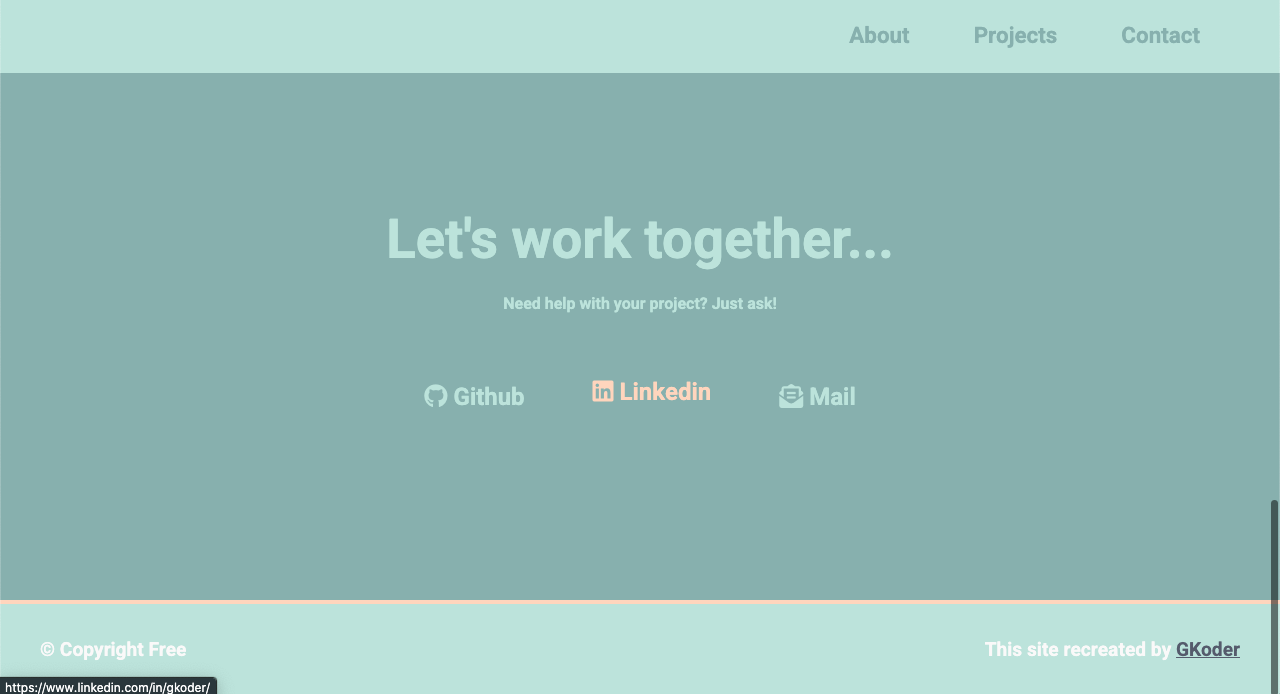 About Projects Contact
Let's work together...
Need help with your project? Just ask!
Github Linkedin Mail
© Copyright Free This site recreated by GKoder
https://www.linkedin.com/in/gkoder/